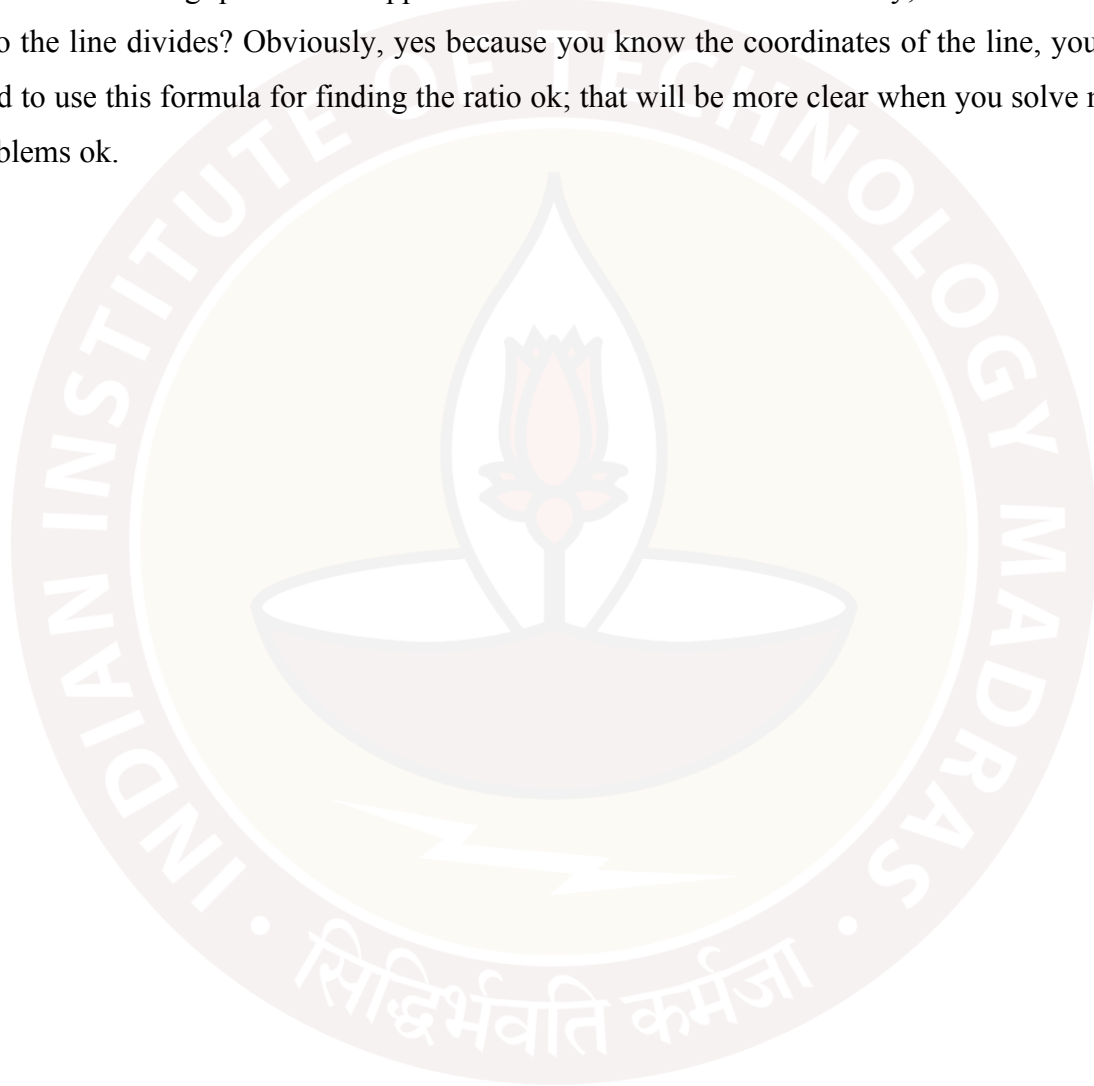 o the line divides? Obviously, yes because you know the coordinates of the line, you
d to use this formula for finding the ratio ok; that will be more clear when you solve
blems ok.
INDIAN INSTITUTE OF TECHNOLOGY MADRAS
सिद्धिर्भवति कर्मजा